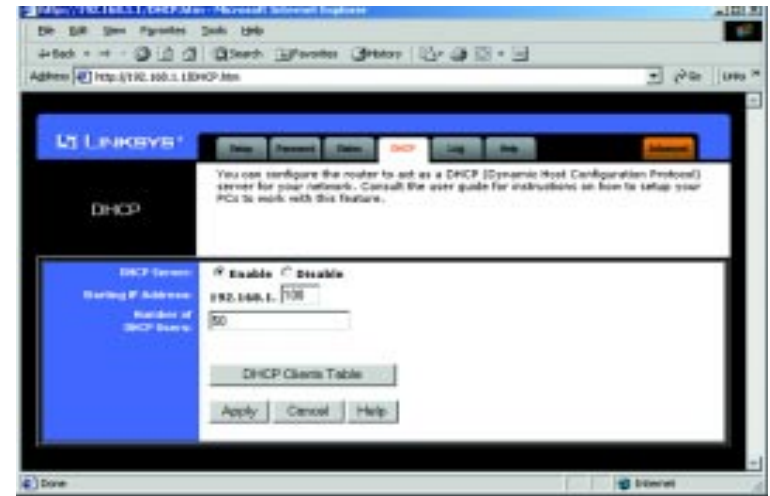 http://192.168.1.1/DHCP.htm - Microsoft Internet Explorer
File Edit View Favorites Tools Help
Back Search Favorites History
Address http://192.168.1.1/DHCP.htm Go Links »
LINKSYS®
Setup Password Status DHCP Log Help Advanced
DHCP
You can configure the router to act as a DHCP (Dynamic Host Configuration Protocol)
server for your network. Consult the user guide for instructions on how to setup your
PCs to work with this feature.
DHCP Server: Enable Disable
Starting IP Address: 192.168.1. 100
Number of
DHCP Users: 50
DHCP Clients Table
Apply Cancel Help
Done Internet